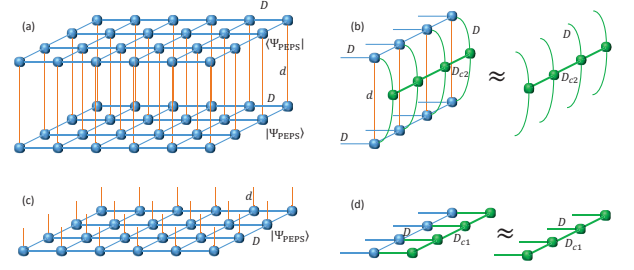 (a)
D
⟨Ψ_PEPS|
d
D
|Ψ_PEPS⟩
(b)
D
D
d
D_c2
D
≈
D
D_c2
(c)
d
|Ψ_PEPS⟩
D
(d)
D
D_c1
≈
D
D_c1